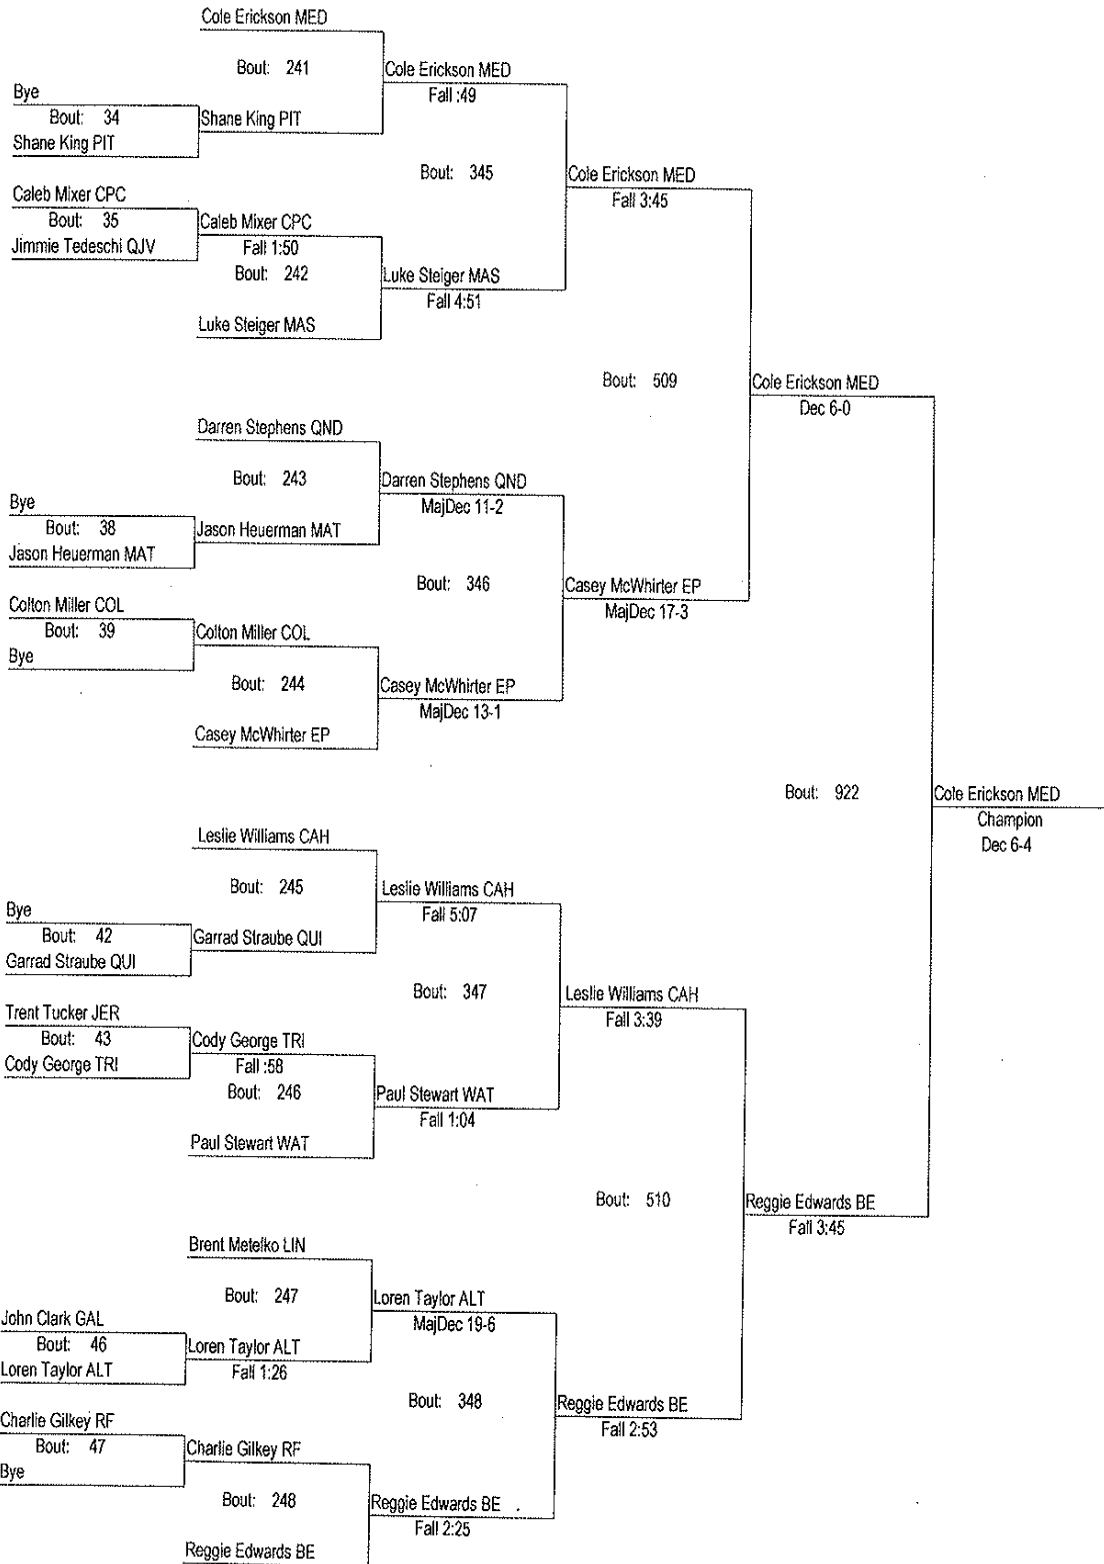 Cole Erickson MED
Bout: 241
Cole Erickson MED
Fall :49
Bye
Bout: 34
Shane King PIT
Shane King PIT
Bout: 345
Cole Erickson MED
Fall 3:45
Caleb Mixer CPC
Bout: 35
Jimmie Tedeschi QJV
Caleb Mixer CPC
Fall 1:50
Bout: 242
Luke Steiger MAS
Fall 4:51
Luke Steiger MAS
Bout: 509
Cole Erickson MED
Dec 6-0
Darren Stephens QND
Bout: 243
Darren Stephens QND
MajDec 11-2
Bye
Bout: 38
Jason Heuerman MAT
Jason Heuerman MAT
Bout: 346
Casey McWhirter EP
MajDec 17-3
Colton Miller COL
Bout: 39
Bye
Colton Miller COL
Bout: 244
Casey McWhirter EP
MajDec 13-1
Casey McWhirter EP
Bout: 922
Cole Erickson MED
Champion
Dec 6-4
Leslie Williams CAH
Bout: 245
Leslie Williams CAH
Fall 5:07
Bye
Bout: 42
Garrad Straube QUI
Garrad Straube QUI
Bout: 347
Leslie Williams CAH
Fall 3:39
Trent Tucker JER
Bout: 43
Cody George TRI
Cody George TRI
Fall :58
Bout: 246
Paul Stewart WAT
Fall 1:04
Paul Stewart WAT
Bout: 510
Reggie Edwards BE
Fall 3:45
Brent Metelko LIN
Bout: 247
Loren Taylor ALT
MajDec 19-6
John Clark GAL
Bout: 46
Loren Taylor ALT
Loren Taylor ALT
Fall 1:26
Bout: 348
Reggie Edwards BE
Fall 2:53
Charlie Gilkey RF
Bout: 47
Bye
Charlie Gilkey RF
Bout: 248
Reggie Edwards BE
Fall 2:25
Reggie Edwards BE